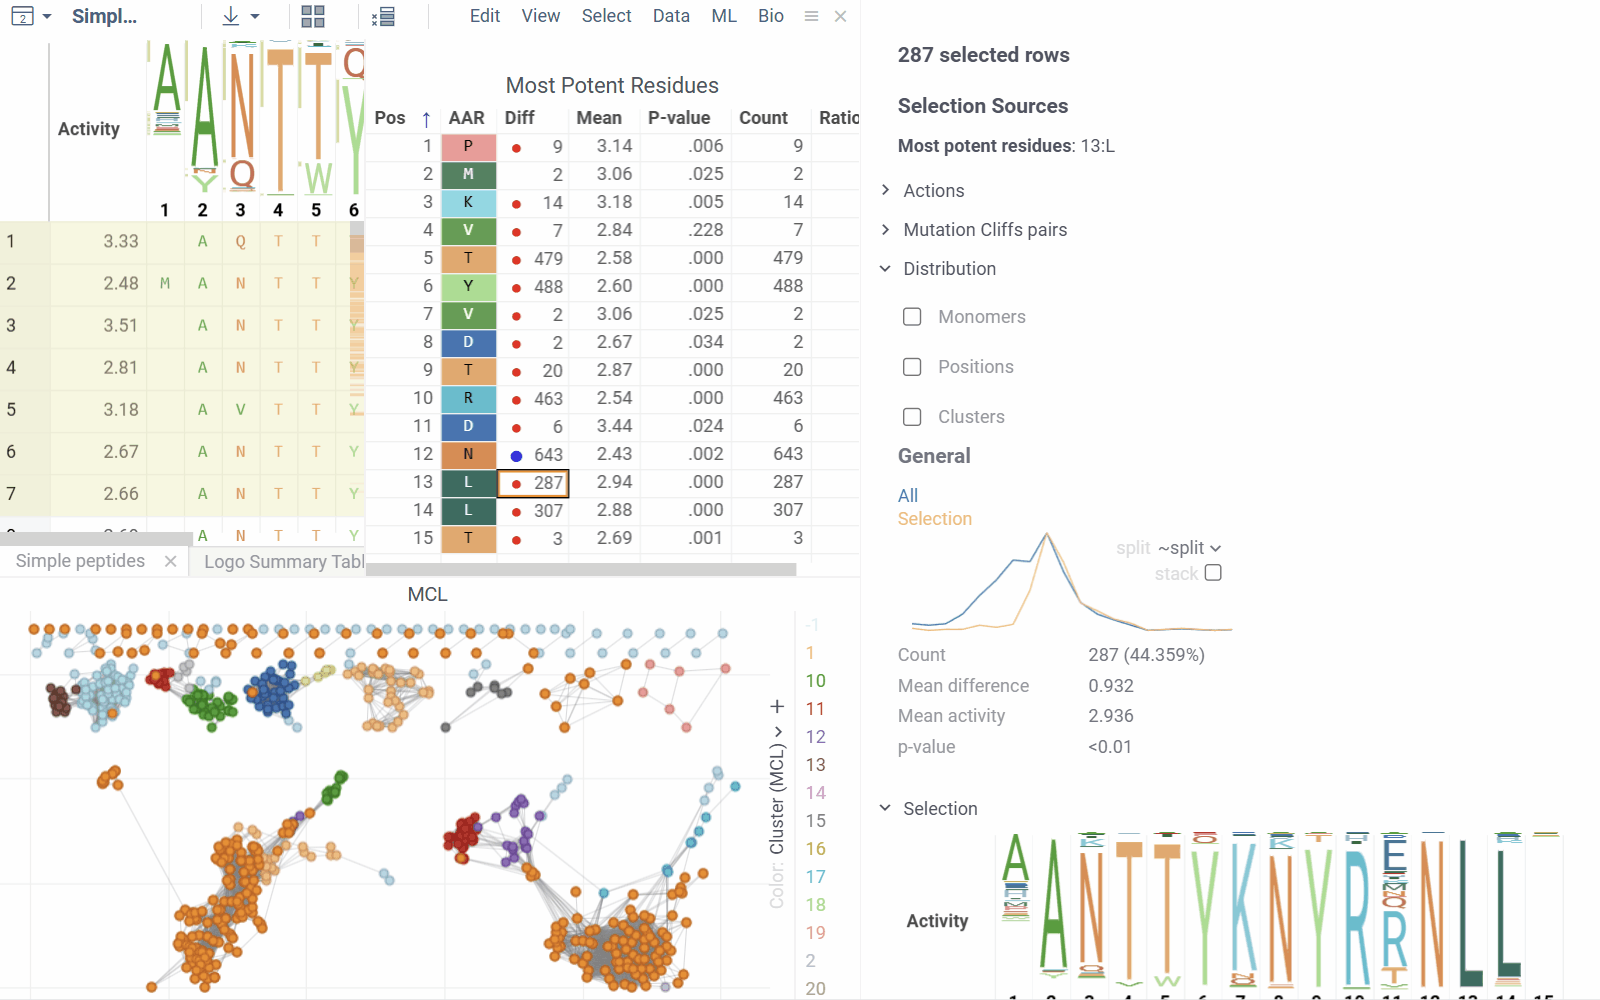 2 Simpl... Edit View Select Data ML Bio
Activity
A A N T T Q
Y Q W Y
1 2 3 4 5 6
1 3.33 A Q T T
2 2.48 M A N T T Y
3 3.51 A N T T Y
4 2.81 A N T T Y
5 3.18 A V T T Y
6 2.67 A N T T Y
7 2.66 A N T T Y
A N T T Y
Simple peptides Logo Summary Tabl
Most Potent Residues
Pos ↑ AAR Diff Mean P-value Count Ratio
1 P 9 3.14 .006 9
2 M 2 3.06 .025 2
3 K 14 3.18 .005 14
4 V 7 2.84 .228 7
5 T 479 2.58 .000 479
6 Y 488 2.60 .000 488
7 V 2 3.06 .025 2
8 D 2 2.67 .034 2
9 T 20 2.87 .000 20
10 R 463 2.54 .000 463
11 D 6 3.44 .024 6
12 N 643 2.43 .002 643
13 L 287 2.94 .000 287
14 L 307 2.88 .000 307
15 T 3 2.69 .001 3
MCL
Color: Cluster (MCL)
-1
1
10
11
12
13
14
15
16
17
18
19
2
20
287 selected rows
Selection Sources
Most potent residues: 13:L
Actions
Mutation Cliffs pairs
Distribution
Monomers
Positions
Clusters
General
All
Selection
split ~split
stack
Count 287 (44.359%)
Mean difference 0.932
Mean activity 2.936
p-value <0.01
Selection
Activity
A A N T T Y K N Y R E R N L L